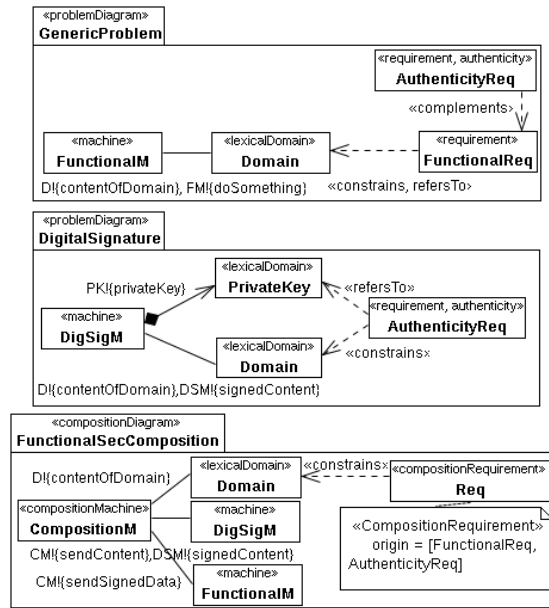 «problemDiagram»
GenericProblem
«requirement, authenticity»
AuthenticityReq
«complements»
«machine»
FunctionalM
«lexicalDomain»
Domain
«requirement»
FunctionalReq
D!{contentOfDomain}, FM!{doSomething}
«constrains, refersTo»
«problemDiagram»
DigitalSignature
«lexicalDomain»
PrivateKey
PK!{privateKey}
«refersTo»
«machine»
DigSigM
«requirement, authenticity»
AuthenticityReq
«lexicalDomain»
Domain
«constrains»
D!{contentOfDomain},DSM!{signedContent}
«compositionDiagram»
FunctionalSecComposition
«lexicalDomain»
Domain
«constrains»
«compositionRequirement»
Req
D!{contentOfDomain}
«compositionMachine»
CompositionM
«machine»
DigSigM
«CompositionRequirement»
origin = [FunctionalReq,
AuthenticityReq]
CM!{sendContent},DSM!{signedContent}
CM!{sendSignedData}
«machine»
FunctionalM